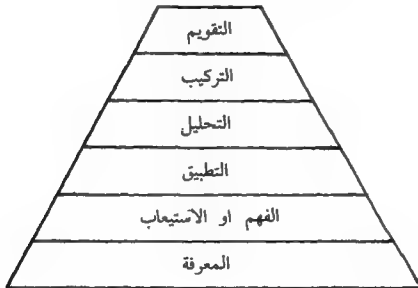 التقويم
التركيب
التحليل
التطبيق
الفهم او الاستيعاب
المعرفة